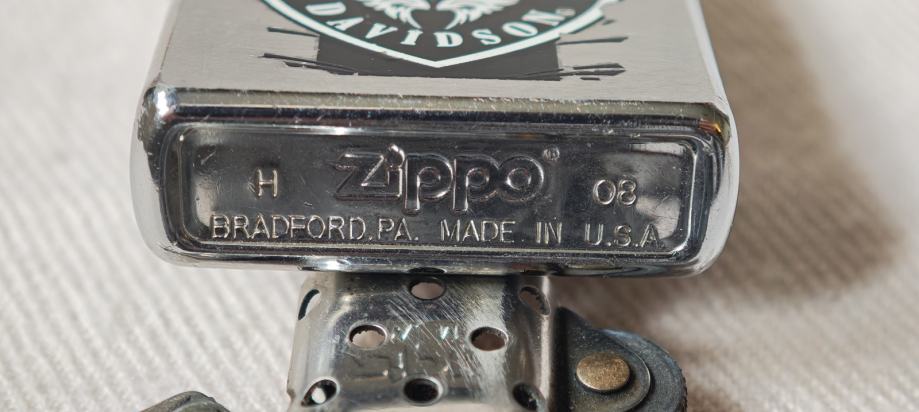 DAVIDSON®
Zippo®
H 08
BRADFORD.PA. MADE IN U.S.A.